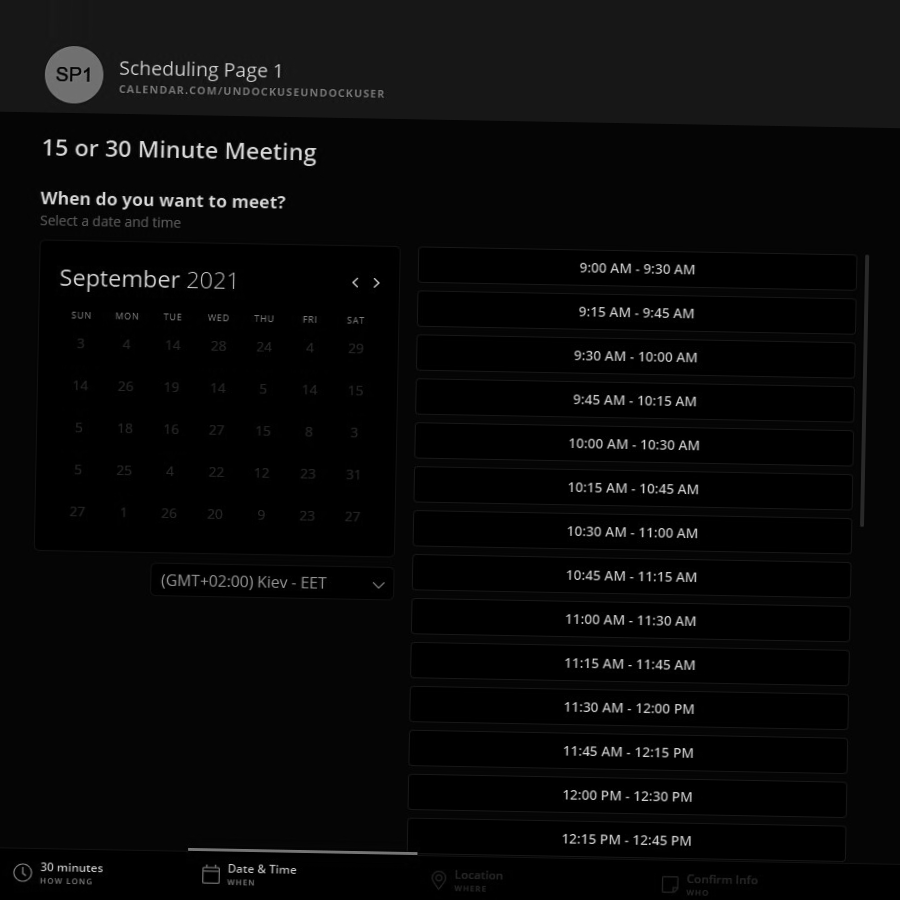 SP1
Scheduling Page 1
CALENDAR.COM/UNDOCKUSEUNDOCKUSER
15 or 30 Minute Meeting
When do you want to meet?
Select a date and time
September 2021
SUN MON TUE WED THU FRI SAT
3 4 14 28 24 4 29
14 26 19 14 5 14 15
5 18 16 27 15 8 3
5 25 4 22 12 23 31
27 1 26 20 9 23 27
(GMT+02:00) Kiev - EET
9:00 AM - 9:30 AM
9:15 AM - 9:45 AM
9:30 AM - 10:00 AM
9:45 AM - 10:15 AM
10:00 AM - 10:30 AM
10:15 AM - 10:45 AM
10:30 AM - 11:00 AM
10:45 AM - 11:15 AM
11:00 AM - 11:30 AM
11:15 AM - 11:45 AM
11:30 AM - 12:00 PM
11:45 AM - 12:15 PM
12:00 PM - 12:30 PM
12:15 PM - 12:45 PM
30 minutes
HOW LONG
Date & Time
WHEN
Location
WHERE
Confirm Info
WHO